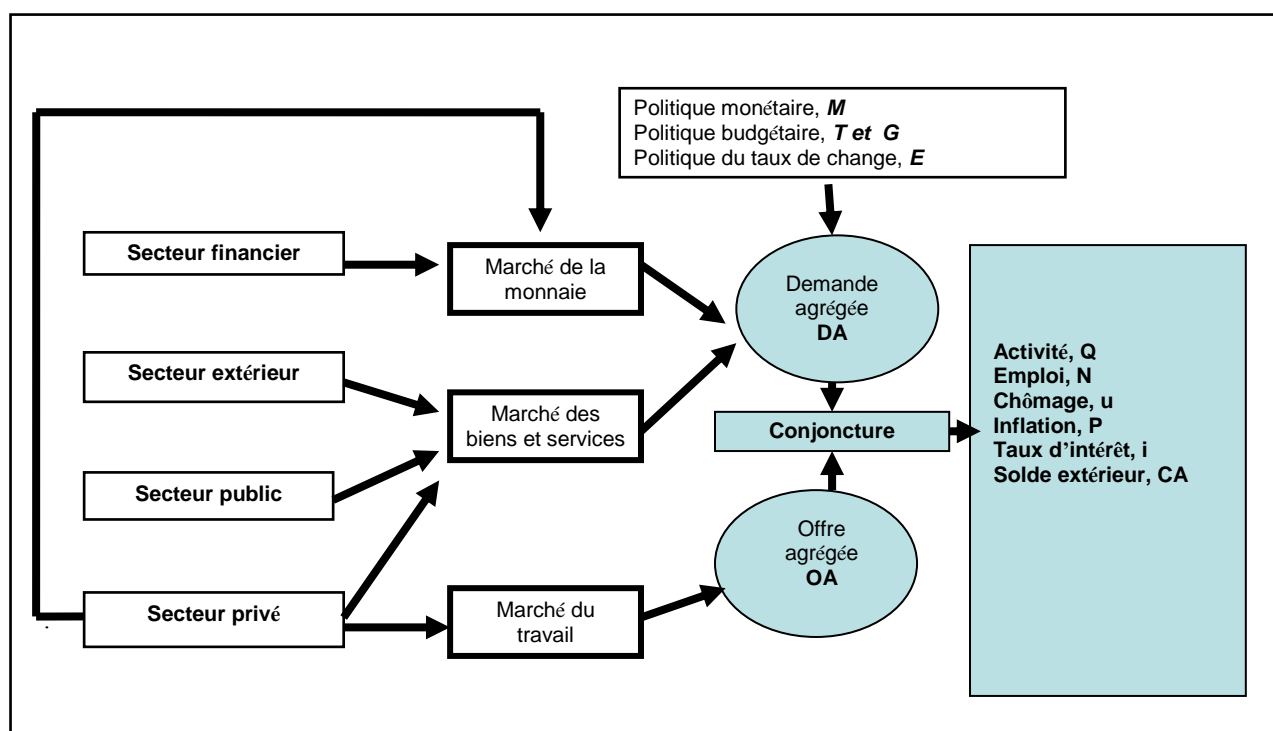 Politique monétaire, M
Politique budgétaire, T et G
Politique du taux de change, E
Secteur financier
Marché de la
monnaie
Demande
agrégée
DA
Secteur extérieur
Marché des
biens et services
Secteur public
Conjoncture
Activité, Q
Emploi, N
Chômage, u
Inflation, P
Taux d'intérêt, i
Solde extérieur, CA
Offre
agrégée
OA
Secteur privé
Marché du
travail